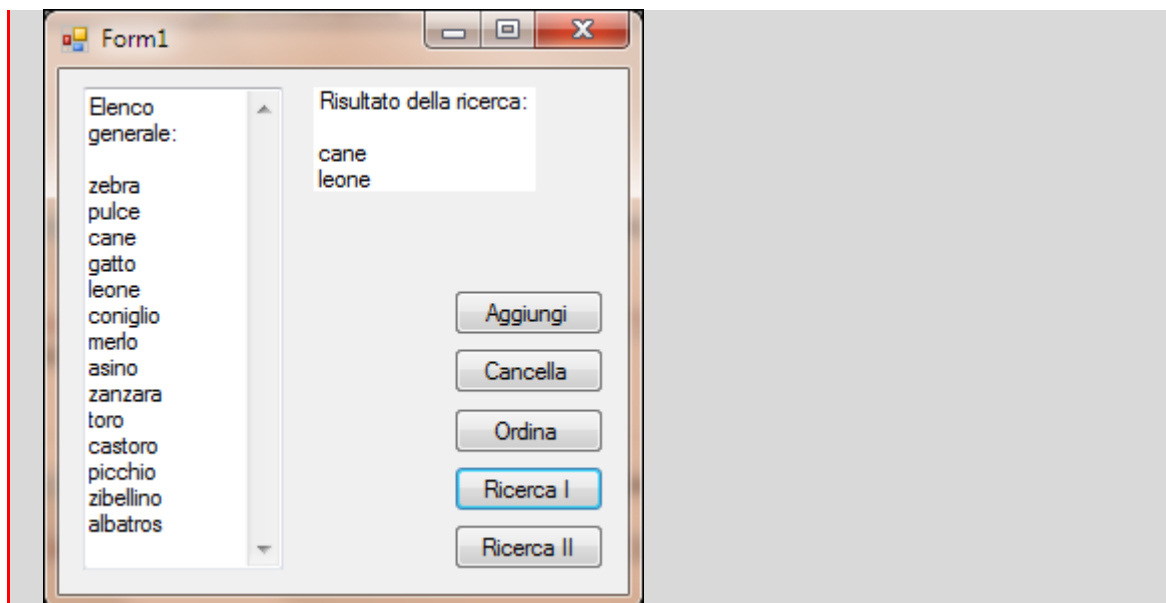 Form1
Elenco
generale:
zebra
pulce
cane
gatto
leone
coniglio
merlo
asino
zanzara
toro
castoro
picchio
zibellino
albatros
Risultato della ricerca:
cane
leone
Aggiungi
Cancella
Ordina
Ricerca I
Ricerca II